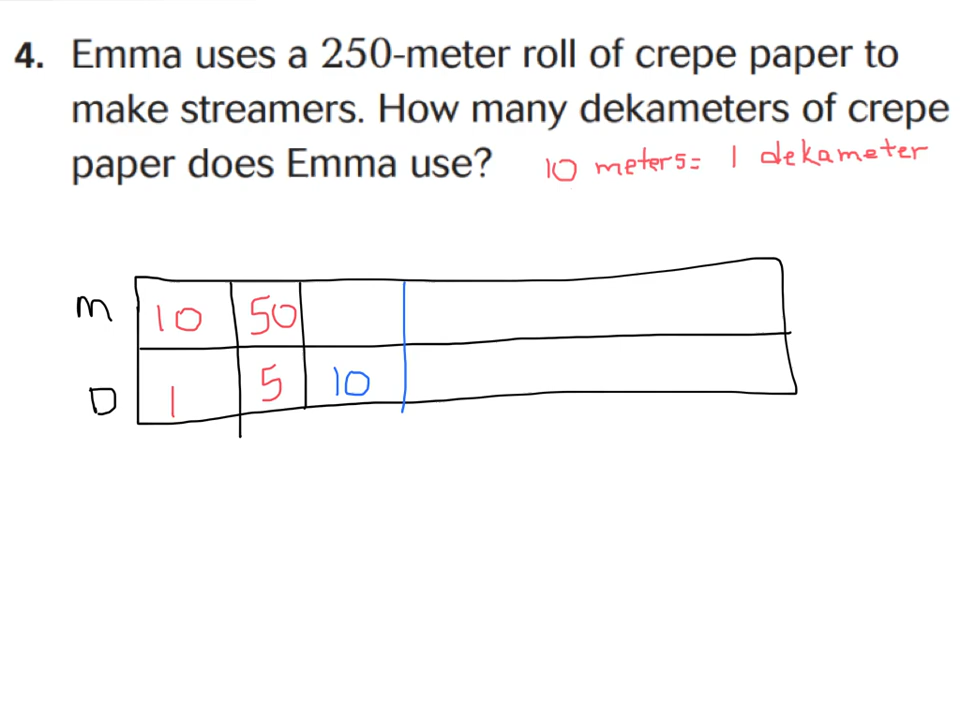 4. Emma uses a 250-meter roll of crepe paper to
make streamers. How many dekameters of crepe
paper does Emma use? 10 meters= 1 dekameter
m 10 50
D 1 5 10